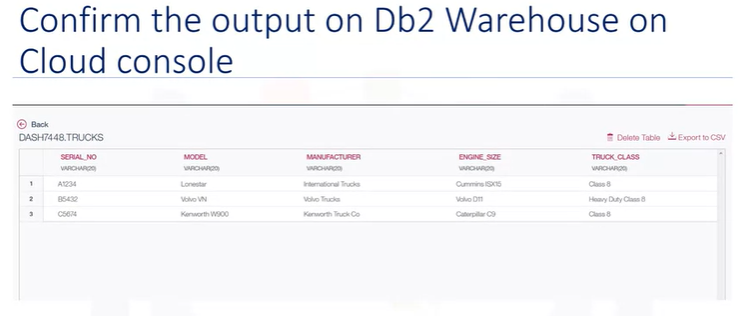 Confirm the output on Db2 Warehouse on
Cloud console
Back
DASH7448.TRUCKS
Delete Table Export to CSV
SERIAL_NO MODEL MANUFACTURER ENGINE_SIZE TRUCK_CLASS
VARCHAR(20) VARCHAR(20) VARCHAR(20) VARCHAR(20) VARCHAR(20)
1 A1234 Lonestar International Trucks Cummins ISX15 Class 8
2 B5432 Volvo VN Volvo Trucks Volvo D11 Heavy Duty Class 8
3 C5674 Kenworth W900 Kenworth Truck Co Caterpillar C9 Class 8